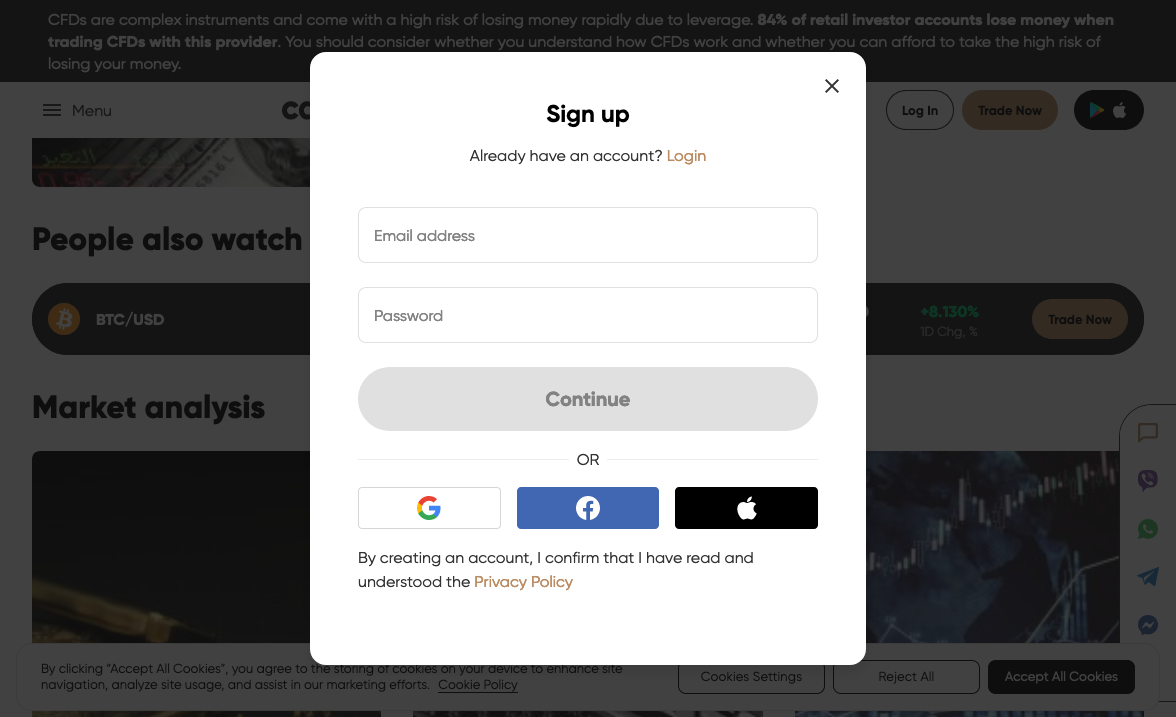 CFDs are complex instruments and come with a high risk of losing money rapidly due to leverage. 84% of retail investor accounts lose money when
trading CFDs with this provider. You should consider whether you understand how CFDs work and whether you can afford to take the high risk of
losing your money.
Menu
Log In
Trade Now
Sign up
Already have an account? Login
Email address
Password
Continue
OR
By creating an account, I confirm that I have read and
understood the Privacy Policy
People also watch
BTC/USD
+8.130%
1D Chg, %
Trade Now
Market analysis
By clicking "Accept All Cookies", you agree to the storing of cookies on your device to enhance site
navigation, analyze site usage, and assist in our marketing efforts. Cookie Policy
Cookies Settings
Reject All
Accept All Cookies